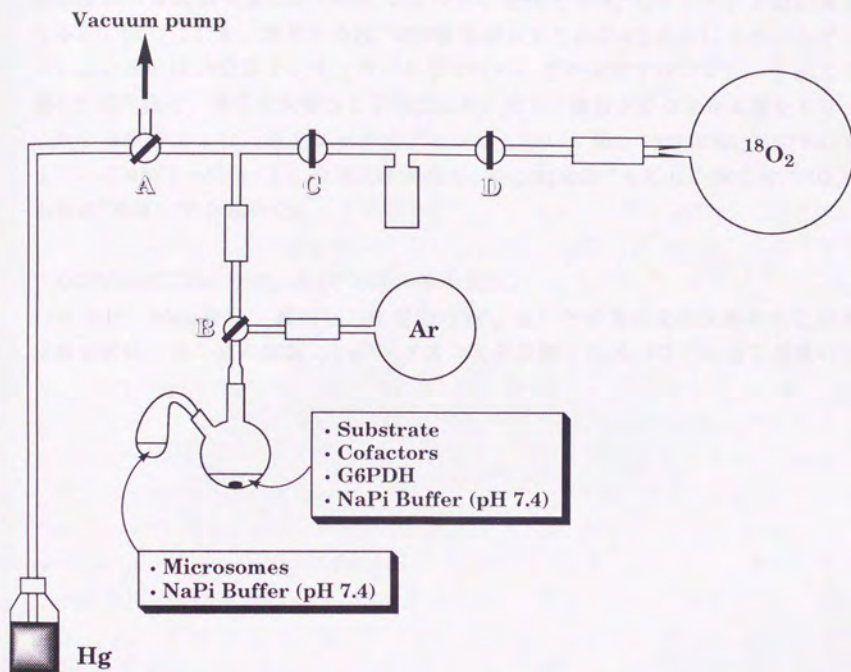 Vacuum pump
A
C
D
¹⁸O₂
B
Ar
· Substrate
· Cofactors
· G6PDH
· NaPi Buffer (pH 7.4)
· Microsomes
· NaPi Buffer (pH 7.4)
Hg